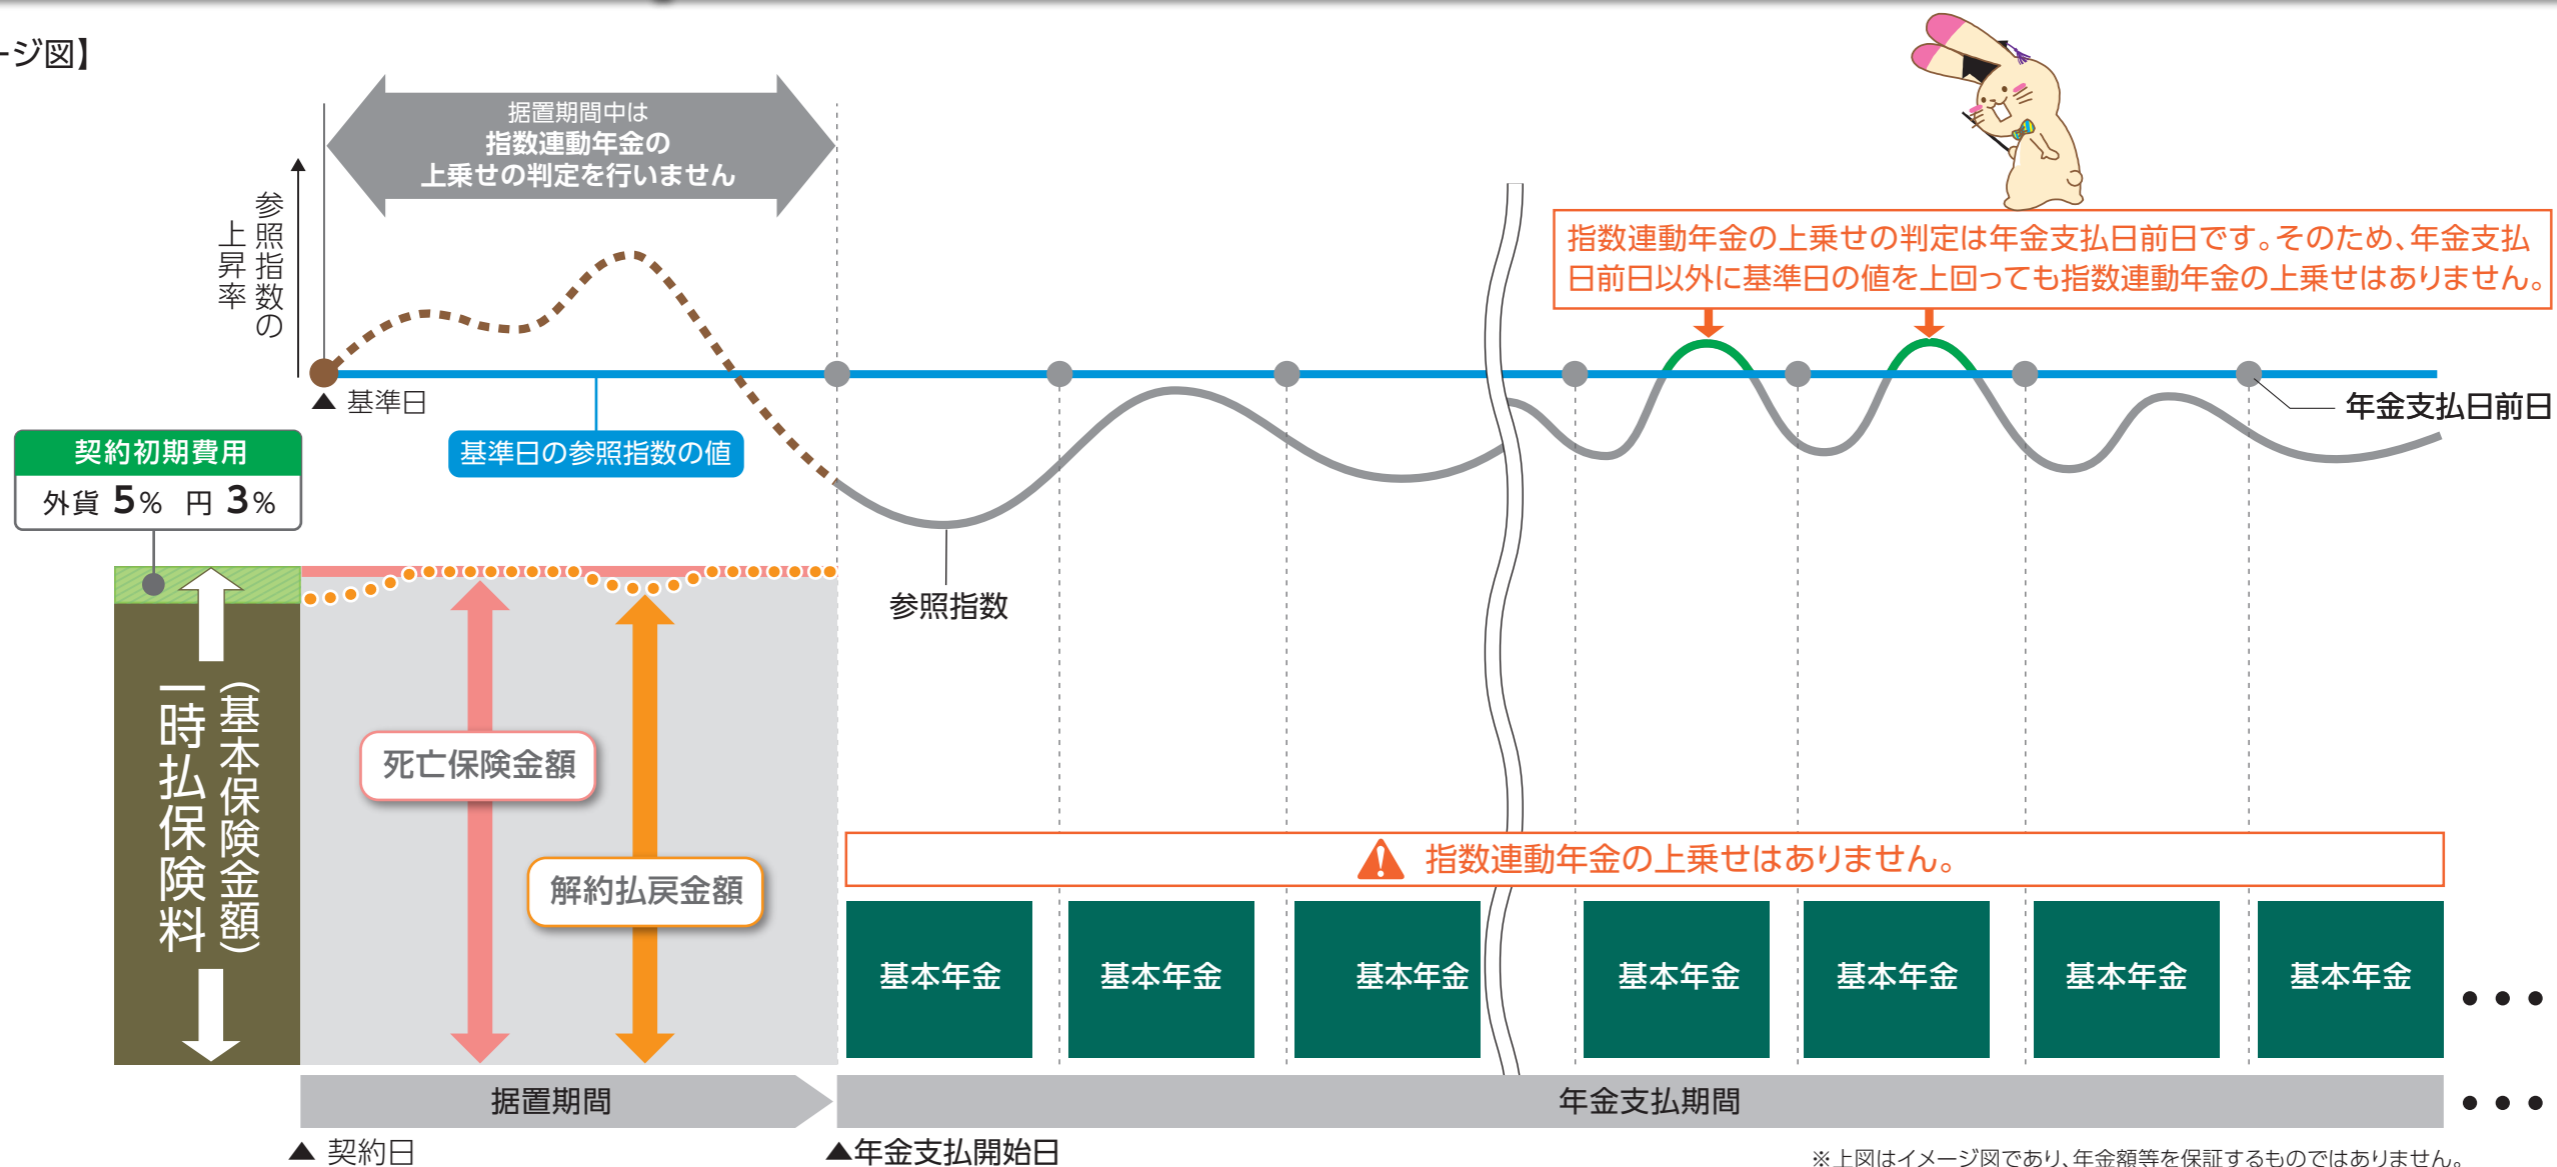 ージ図】
据置期間中は
指数連動年金の
上乗せの判定を行いません
参照指数の
上昇率
指数連動年金の上乗せの判定は年金支払日前日です。そのため、年金支払
日前日以外に基準日の値を上回っても指数連動年金の上乗せはありません。
▲ 基準日
年金支払日前日
基準日の参照指数の値
契約初期費用
外貨 5% 円 3%
参照指数
一時払保険料
(基本保険金額)
死亡保険金額
解約払戻金額
指数連動年金の上乗せはありません。
基本年金
基本年金
基本年金
基本年金
基本年金
基本年金
基本年金
● ● ●
据置期間
年金支払期間
● ● ●
▲ 契約日
▲年金支払開始日
※上図はイメージ図であり、年金額等を保証するものではありません。